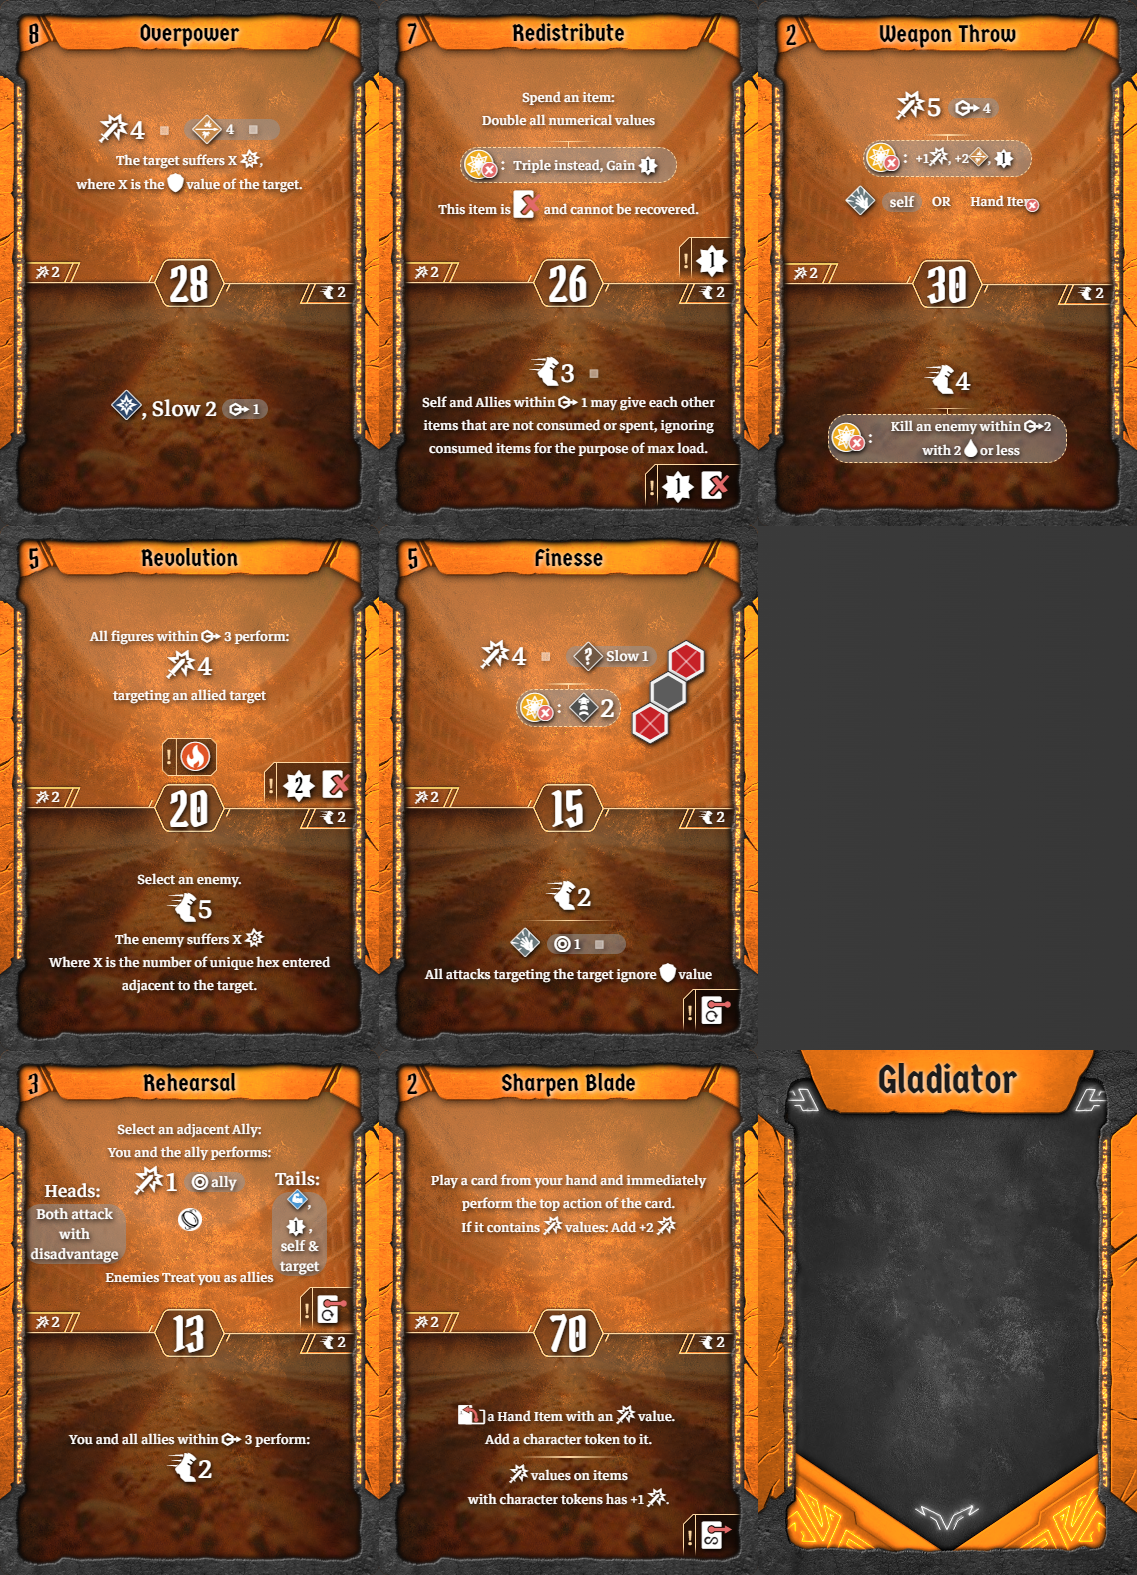 8 Overpower
4 4
The target suffers X ,
where X is the value of the target.
2
28
2
, Slow 2 1
7 Redistribute
Spend an item:
Double all numerical values
: Triple instead, Gain 1
This item is and cannot be recovered.
! 1
2
26
2
3
Self and Allies within 1 may give each other
items that are not consumed or spent, ignoring
consumed items for the purpose of max load.
! 1
2 Weapon Throw
5 4
: +1 , +2 , 1
self OR Hand Item
2
30
2
4
: Kill an enemy within 2
with 2 or less
5 Revolution
All figures within 3 perform:
4
targeting an allied target
!
! 2
2
20
2
Select an enemy.
5
The enemy suffers X
Where X is the number of unique hex entered
adjacent to the target.
5 Finesse
4 ? Slow 1
: 2
2
15
2
2
1
All attacks targeting the target ignore value
!
3 Rehearsal
Select an adjacent Ally:
You and the ally performs:
1 ally
Heads:
Both attack
with
disadvantage
Tails:
,
1 ,
self &
target
Enemies Treat you as allies
!
2
13
2
You and all allies within 3 perform:
2
2 Sharpen Blade
Play a card from your hand and immediately
perform the top action of the card.
If it contains values: Add +2
2
70
2
a Hand Item with an value.
Add a character token to it.
values on items
with character tokens has +1 .
!
Gladiator